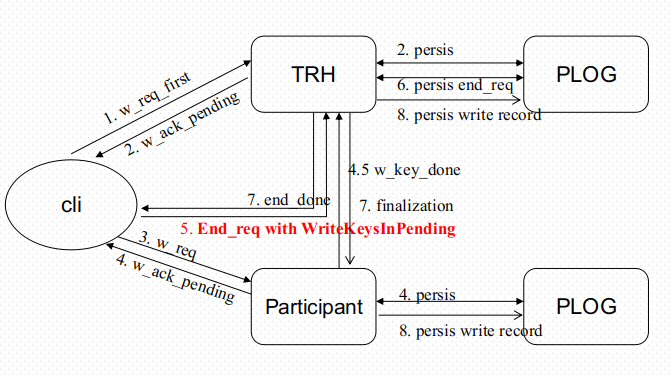 2. persis
TRH
PLOG
1. w_req_first
6. persis end_req
2. w_ack_pending
8. persis write record
4.5 w_key_done
cli
7. end_done
7. finalization
5. End_req with WriteKeysInPending
3. w_req
4. w_ack_pending
4. persis
Participant
PLOG
8. persis write record